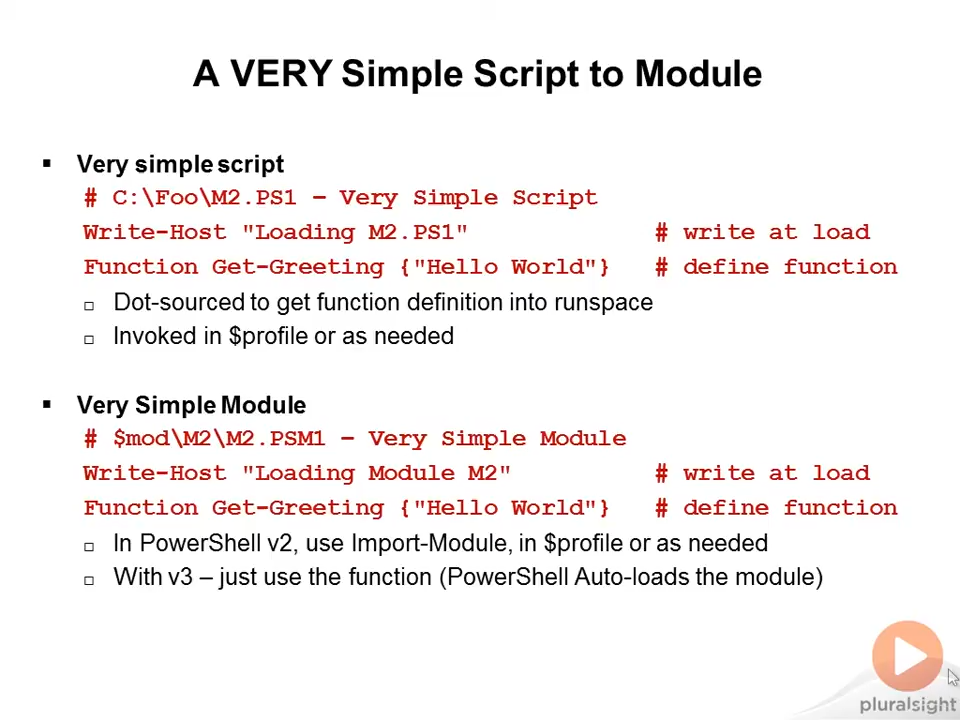 A VERY Simple Script to Module
Very simple script
# C:\Foo\M2.PS1 – Very Simple Script
Write-Host "Loading M2.PS1" # write at load
Function Get-Greeting {"Hello World"} # define function
Dot-sourced to get function definition into runspace
Invoked in $profile or as needed
Very Simple Module
# $mod\M2\M2.PSM1 – Very Simple Module
Write-Host "Loading Module M2" # write at load
Function Get-Greeting {"Hello World"} # define function
In PowerShell v2, use Import-Module, in $profile or as needed
With v3 – just use the function (PowerShell Auto-loads the module)
pluralsight